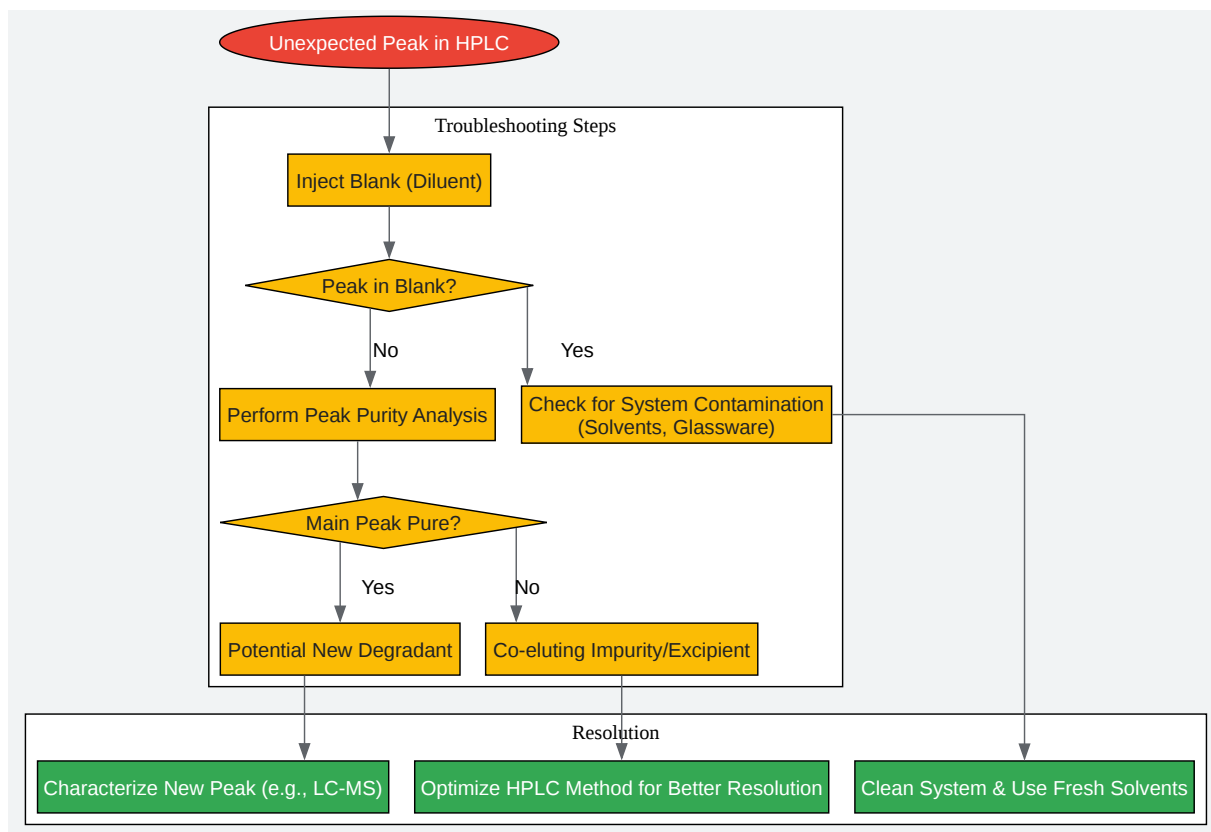 Unexpected Peak in HPLC
Troubleshooting Steps
Inject Blank (Diluent)
Peak in Blank?
No
Yes
Perform Peak Purity Analysis
Check for System Contamination
(Solvents, Glassware)
Main Peak Pure?
Yes
No
Potential New Degradant
Co-eluting Impurity/Excipient
Resolution
Characterize New Peak (e.g., LC-MS)
Optimize HPLC Method for Better Resolution
Clean System & Use Fresh Solvents